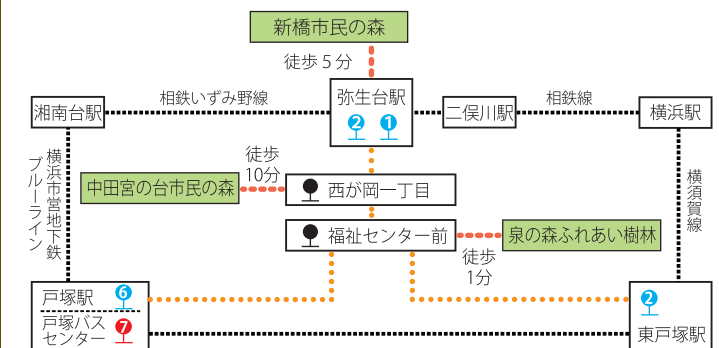 新橋市民の森
徒歩5分
相鉄いずみ野線
弥生台駅
相鉄線
湘南台駅
二俣川駅
横浜駅
2
1
徒歩
10分
横浜市営地下鉄
ブルーライン
中田宮の台市民の森
西が岡一丁目
横須賀線
福祉センター前
泉の森ふれあい樹林
徒歩
1分
戸塚駅
6
2
戸塚バス
センター
7
東戸塚駅